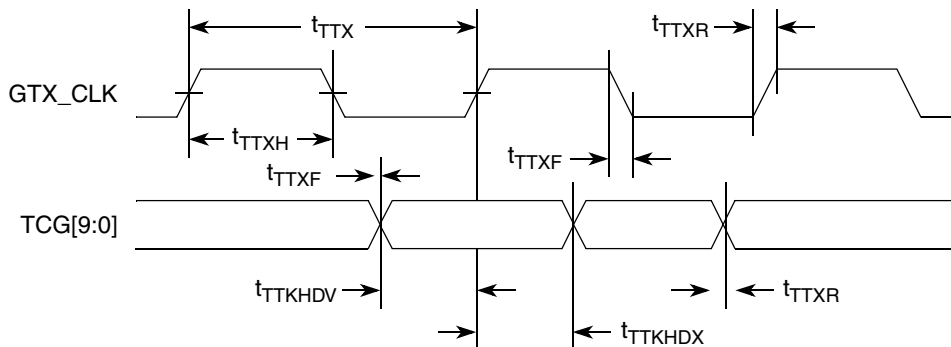 tTTX
tTTXR
GTX_CLK
tTTXH
tTTXF
tTTXF
TCG[9:0]
tTTKHDV
tTTXR
tTTKHDX